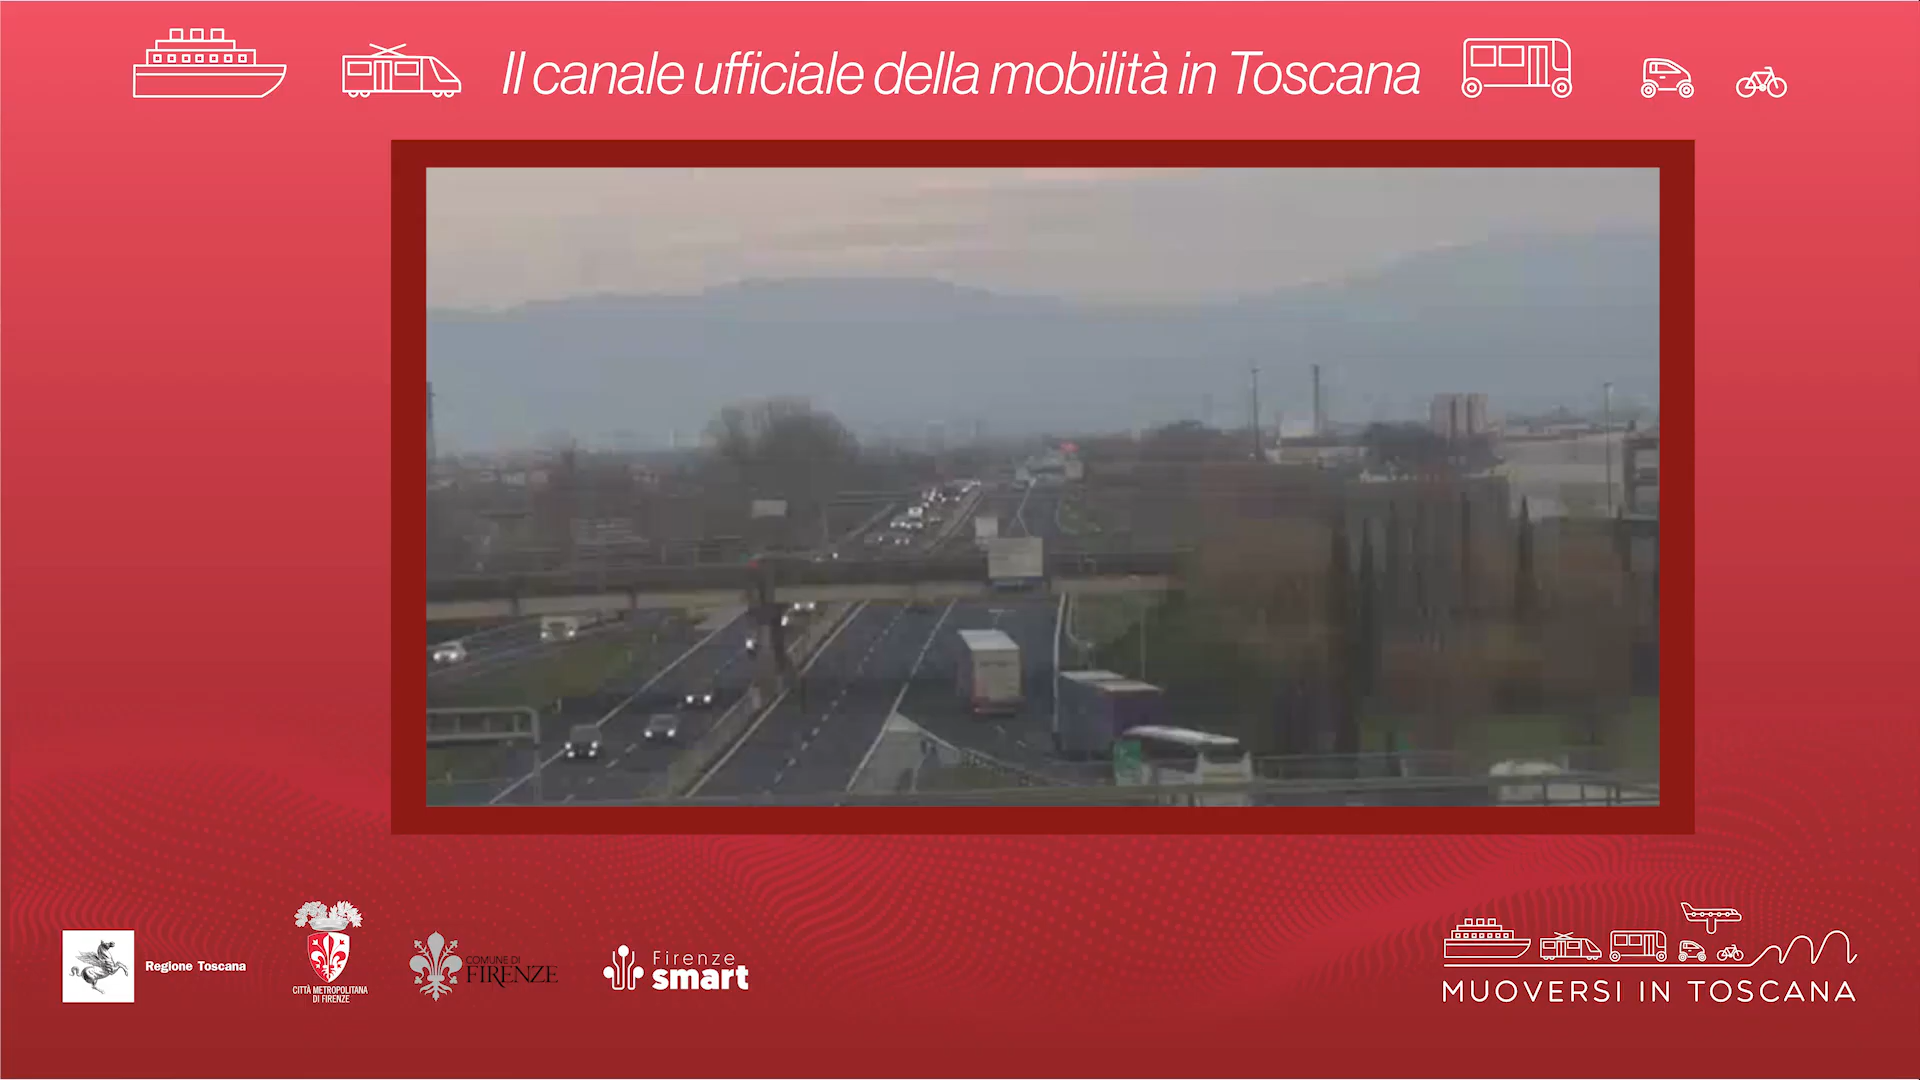 Il canale ufficiale della mobilità in Toscana
Regione Toscana
CITTÀ METROPOLITANA
DI FIRENZE
COMUNE DI
FIRENZE
Firenze
smart
MUOVERSI IN TOSCANA